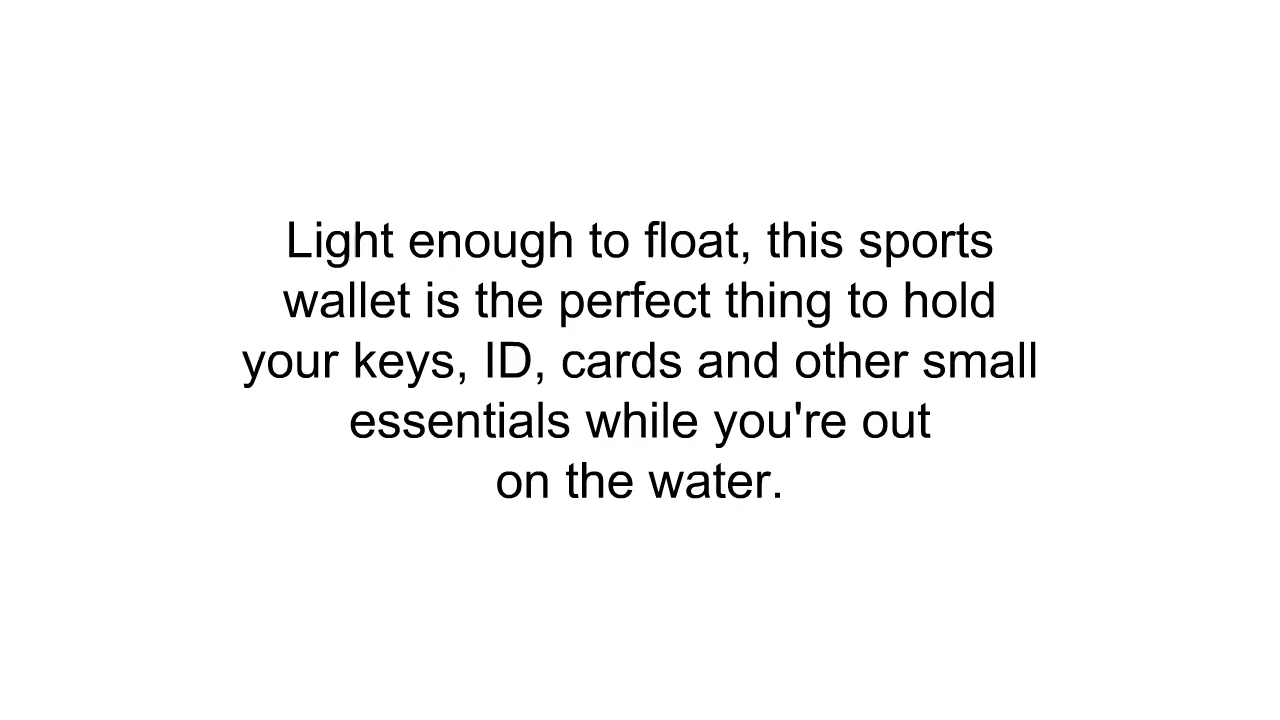 Light enough to float, this sports
wallet is the perfect thing to hold
your keys, ID, cards and other small
essentials while you're out
on the water.